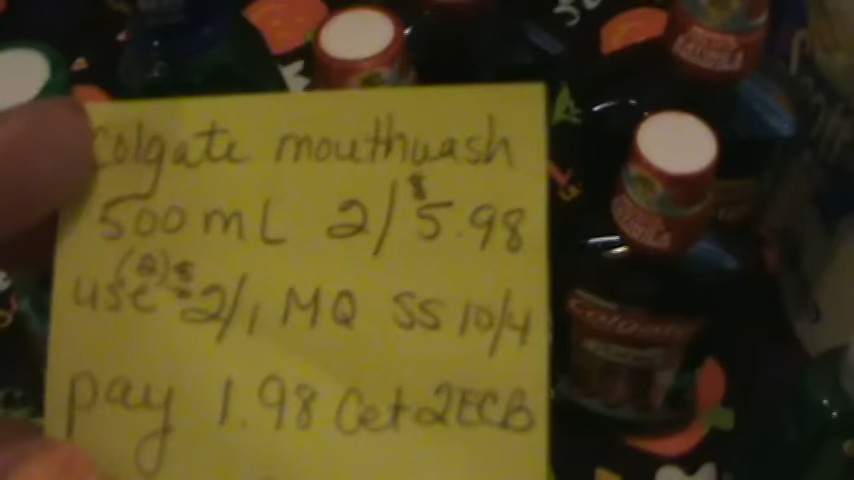 Colgate mouthwash
500 mL 2/$5.98
(2)
use $2/1 MQ SS 10/4
pay 1.98 Get 2ECB
Colgate